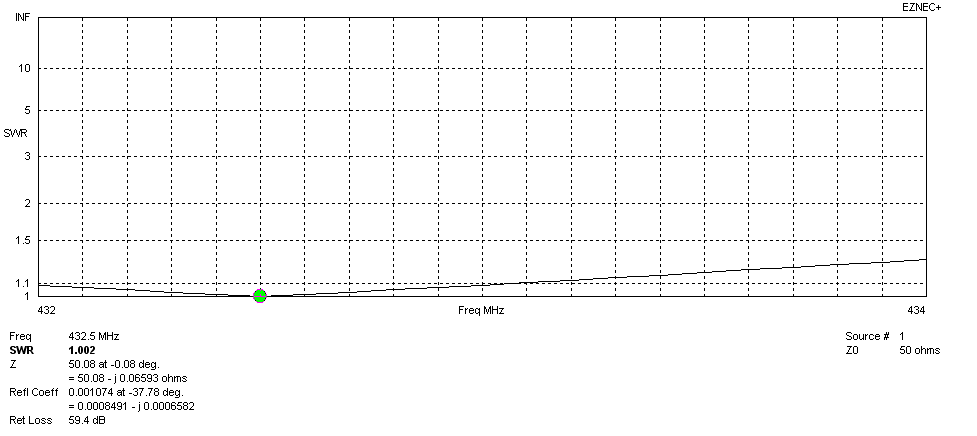 EZNEC+
INF
10
5
SWR
3
2
1.5
1.1
1
432 Freq MHz 434
Freq 432.5 MHz Source # 1
SWR 1.002 Z0 50 ohms
Z 50.08 at -0.08 deg.
= 50.08 - j 0.06593 ohms
Refl Coeff 0.001074 at -37.78 deg.
= 0.0008491 - j 0.0006582
Ret Loss 59.4 dB